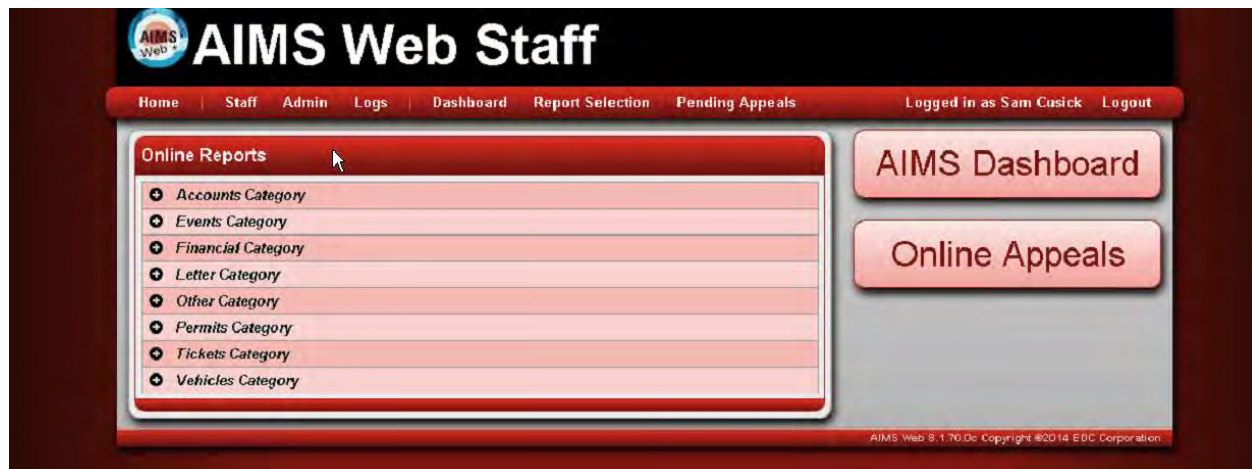 AIMS
Web +
AIMS Web Staff
Home Staff Admin Logs Dashboard Report Selection Pending Appeals Logged in as Sam Cusick Logout
Online Reports
Accounts Category
Events Category
Financial Category
Letter Category
Other Category
Permits Category
Tickets Category
Vehicles Category
AIMS Dashboard
Online Appeals
AIMS Web 8.1.70.0c Copyright ©2014 EDC Corporation